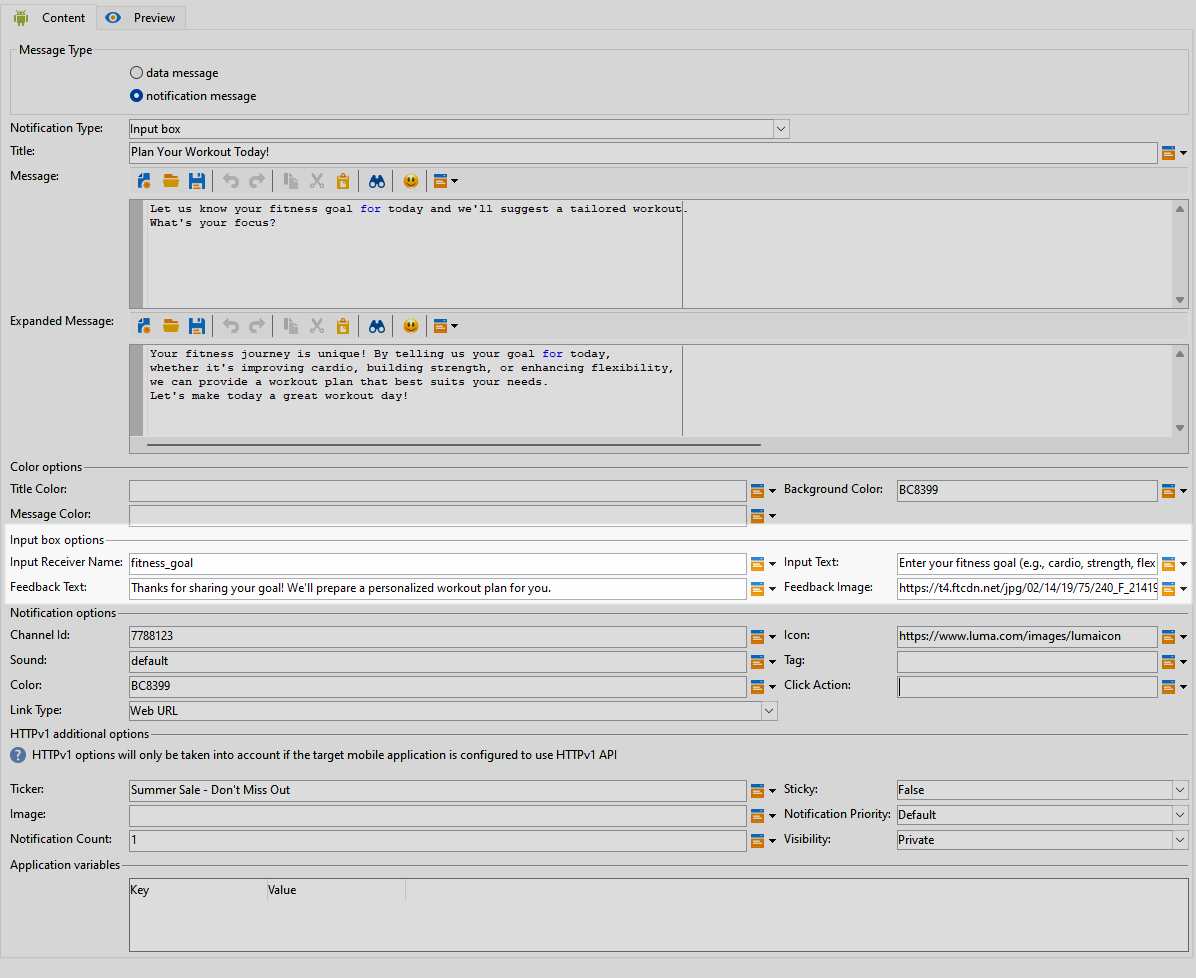 Content
Preview
Message Type
data message
notification message
Notification Type:
Input box
Title:
Plan Your Workout Today!
Message:
Let us know your fitness goal for today and we'll suggest a tailored workout.
What's your focus?
Expanded Message:
Your fitness journey is unique! By telling us your goal for today,
whether it's improving cardio, building strength, or enhancing flexibility,
we can provide a workout plan that best suits your needs.
Let's make today a great workout day!
Color options
Title Color:
Background Color:
BC8399
Message Color:
Input box options
Input Receiver Name:
fitness_goal
Input Text:
Enter your fitness goal (e.g., cardio, strength, flex
Feedback Text:
Thanks for sharing your goal! We'll prepare a personalized workout plan for you.
Feedback Image:
https://t4.ftcdn.net/jpg/02/14/19/75/240_F_21419
Notification options
Channel Id:
7788123
Icon:
https://www.luma.com/images/lumaicon
Sound:
default
Tag:
Color:
BC8399
Click Action:
Link Type:
Web URL
HTTPv1 additional options
? HTTPv1 options will only be taken into account if the target mobile application is configured to use HTTPv1 API
Ticker:
Summer Sale - Don't Miss Out
Sticky:
False
Image:
Notification Priority:
Default
Notification Count:
1
Visibility:
Private
Application variables
Key
Value